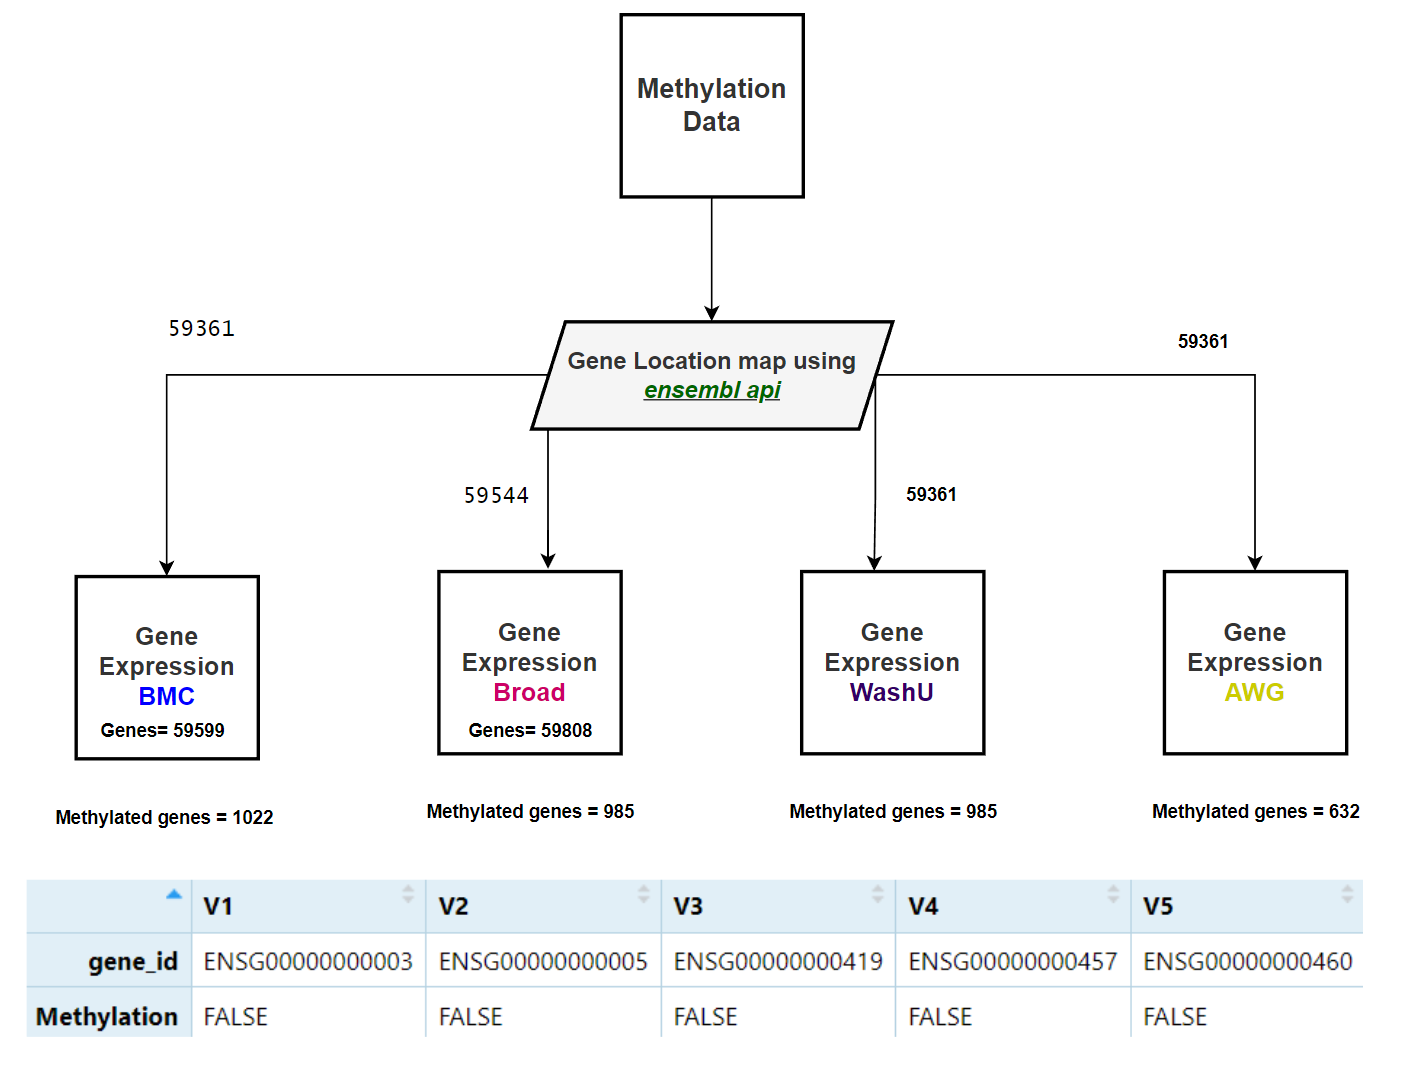 Methylation
Data
59361
59361
Gene Location map using
ensembl api
59544
59361
Gene
Expression
BMC
Genes= 59599
Gene
Expression
Broad
Genes= 59808
Gene
Expression
WashU
Gene
Expression
AWG
Methylated genes = 1022
Methylated genes = 985
Methylated genes = 985
Methylated genes = 632
V1 V2 V3 V4 V5
gene_id ENSG00000000003 ENSG00000000005 ENSG00000000419 ENSG00000000457 ENSG00000000460
Methylation FALSE FALSE FALSE FALSE FALSE